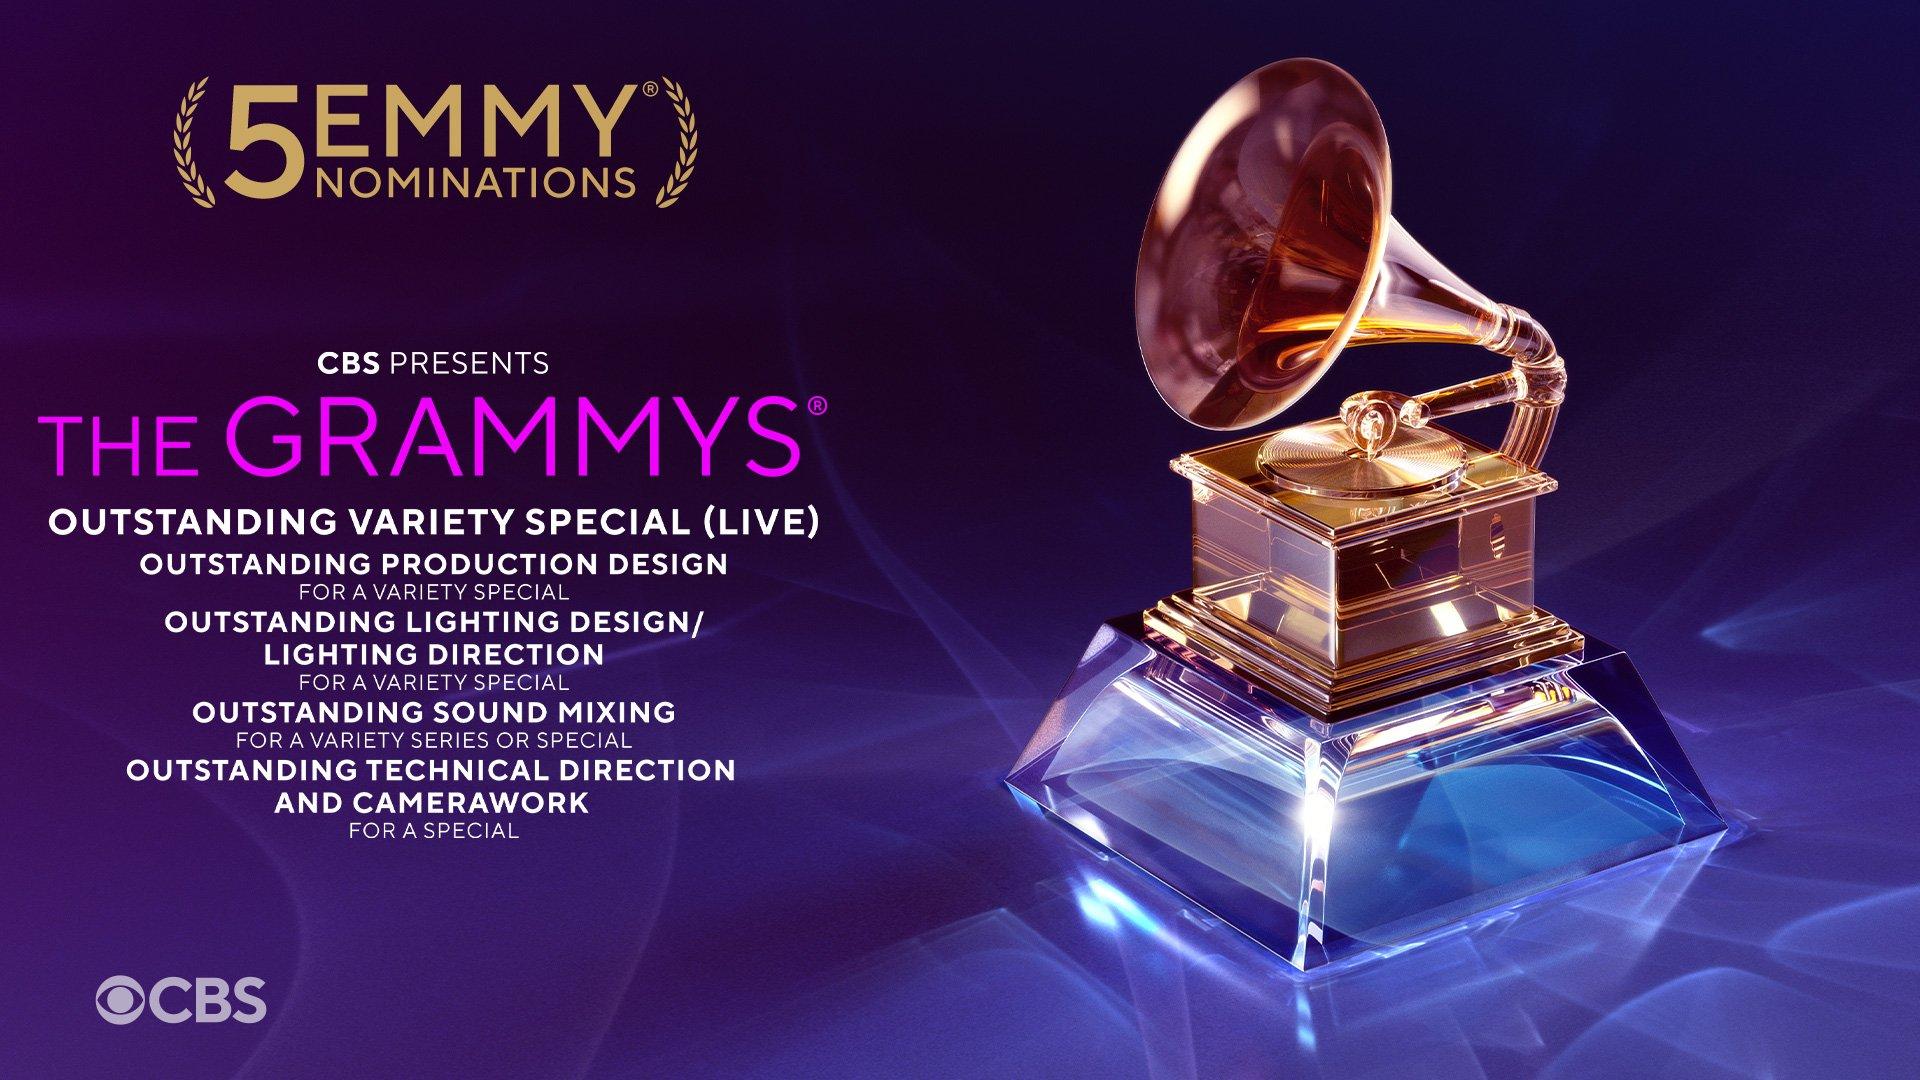 5 EMMY®
NOMINATIONS
CBS PRESENTS
THE GRAMMYS®
OUTSTANDING VARIETY SPECIAL (LIVE)
OUTSTANDING PRODUCTION DESIGN
FOR A VARIETY SPECIAL
OUTSTANDING LIGHTING DESIGN/
LIGHTING DIRECTION
FOR A VARIETY SPECIAL
OUTSTANDING SOUND MIXING
FOR A VARIETY SERIES OR SPECIAL
OUTSTANDING TECHNICAL DIRECTION
AND CAMERAWORK
FOR A SPECIAL
CBS